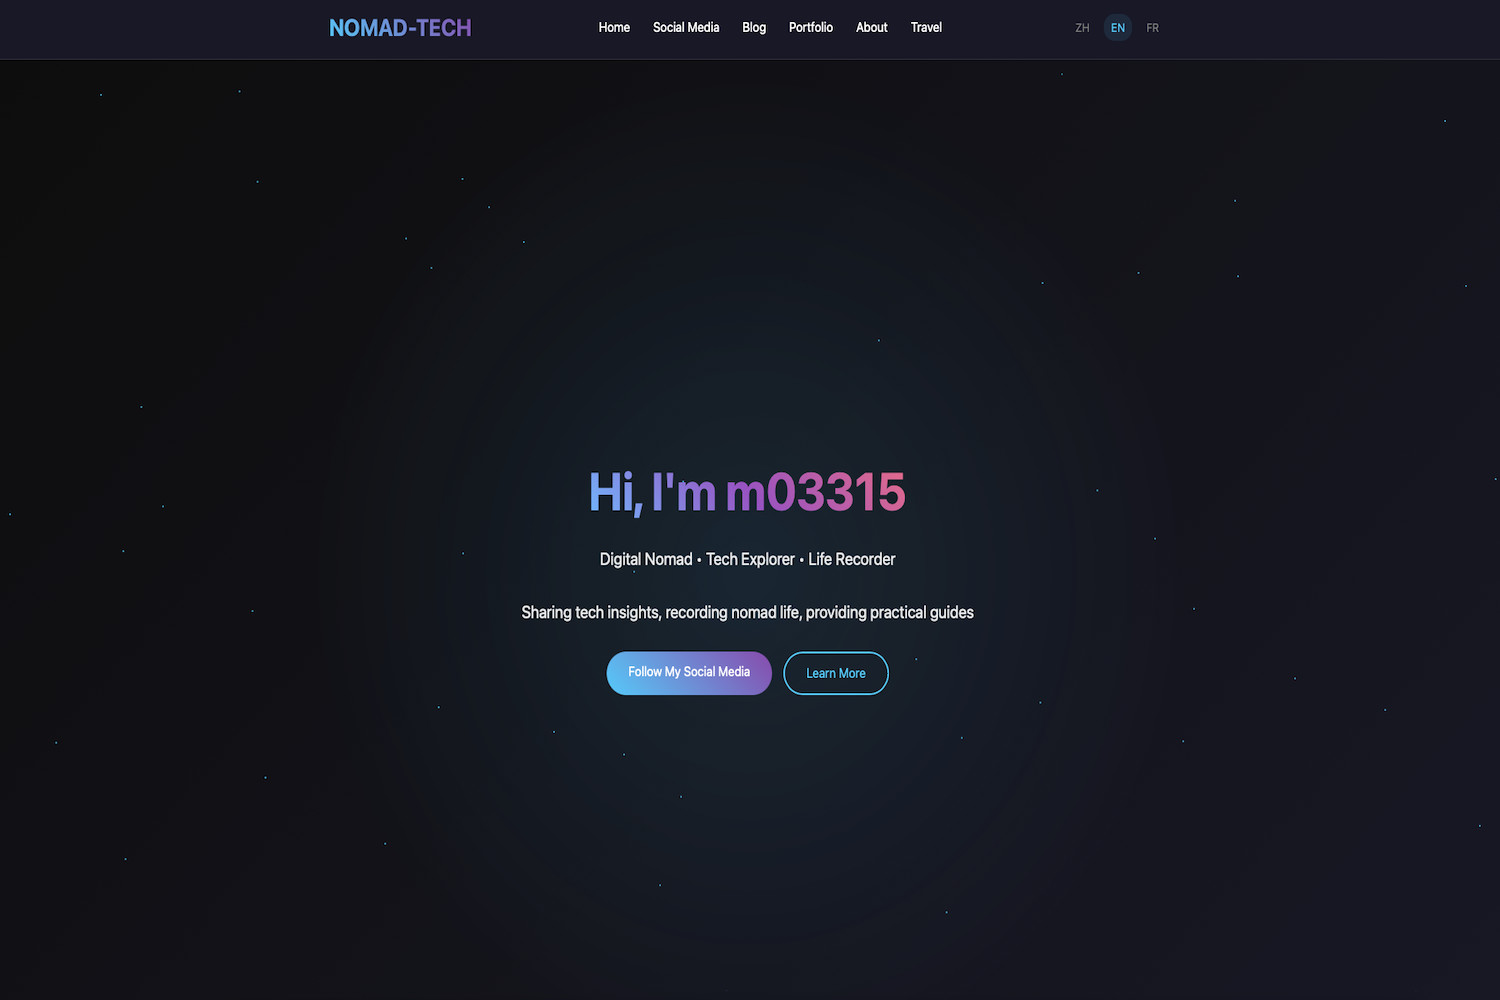 NOMAD-TECH Home Social Media Blog Portfolio About Travel ZH EN FR
Hi, I'm m03315
Digital Nomad • Tech Explorer • Life Recorder
Sharing tech insights, recording nomad life, providing practical guides
Follow My Social Media Learn More